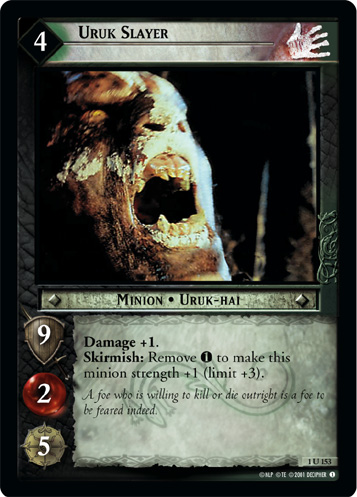 4
URUK SLAYER
MINION • URUK-HAI
9
Damage +1.
Skirmish: Remove 1 to make this
minion strength +1 (limit +3).
2
A foe who is willing to kill or die outright is a foe to
be feared indeed.
5
1 U 153
©NLP ©TE ©2001 DECIPHER